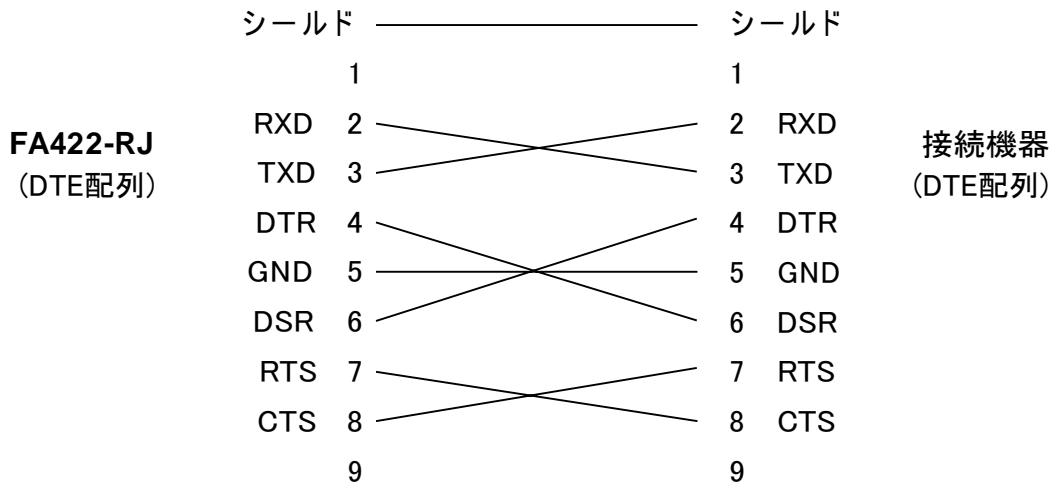 シールド シールド
1 1
RXD 2 2 RXD
FA422-RJ 接続機器
TXD 3 3 TXD
(DTE配列) (DTE配列)
DTR 4 4 DTR
GND 5 5 GND
DSR 6 6 DSR
RTS 7 7 RTS
CTS 8 8 CTS
9 9